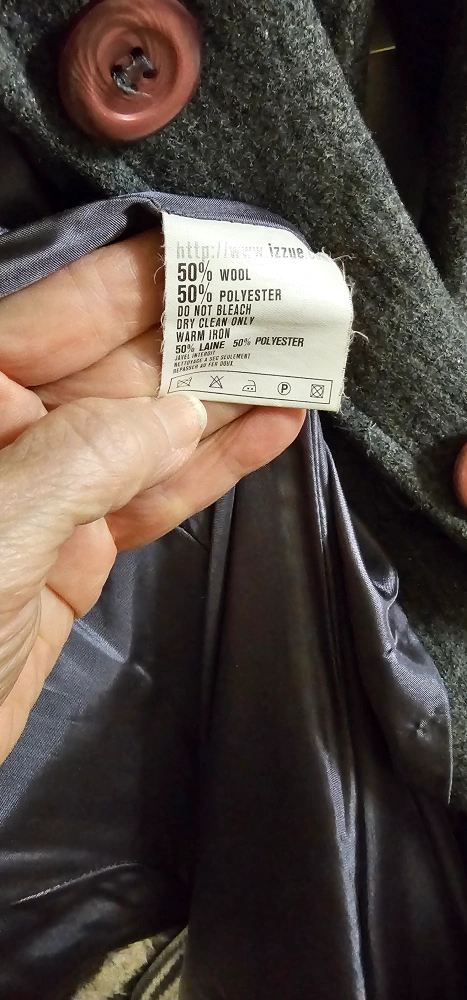 http://www.izzue
50% WOOL
50% POLYESTER
DO NOT BLEACH
DRY CLEAN ONLY
WARM IRON
50% LAINE 50% POLYESTER
JAVEL INTERDIT
NETTOYAGE A SEC SEULEMENT
REPASSER AU FER DOUX
P